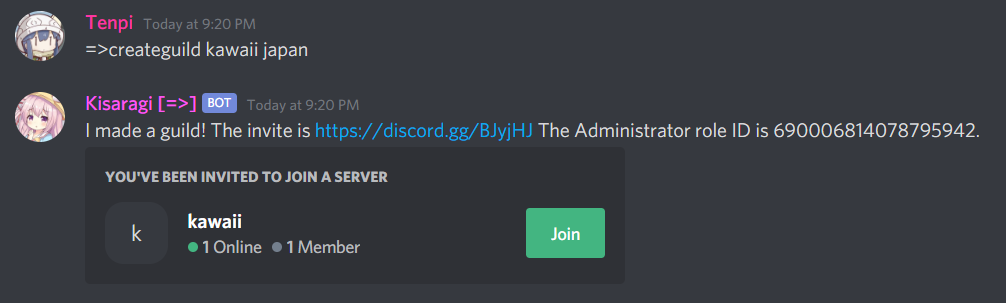 Tenpi Today at 9:20 PM
=>createguild kawaii japan
Kisaragi [=>] BOT Today at 9:20 PM
I made a guild! The invite is https://discord.gg/BJyjHJ The Administrator role ID is 690006814078795942.
YOU'VE BEEN INVITED TO JOIN A SERVER
k
kawaii
1 Online 1 Member
Join